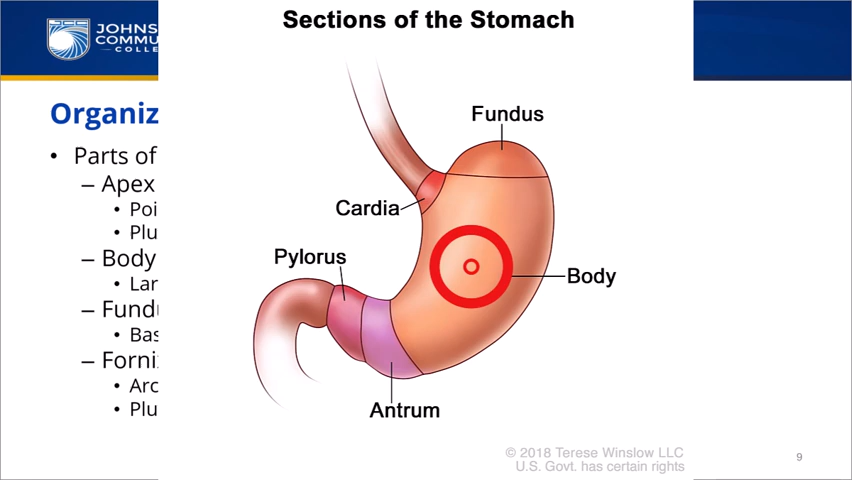 JOHNS
COMMU
COLLE
Sections of the Stomach
Organiz
• Parts of
– Apex
• Poi
• Plu
– Body
• Lar
– Fund
• Bas
– Forni
• Arc
• Plu
Fundus
Cardia
Pylorus
Body
Antrum
© 2018 Terese Winslow LLC
U.S. Govt. has certain rights
9